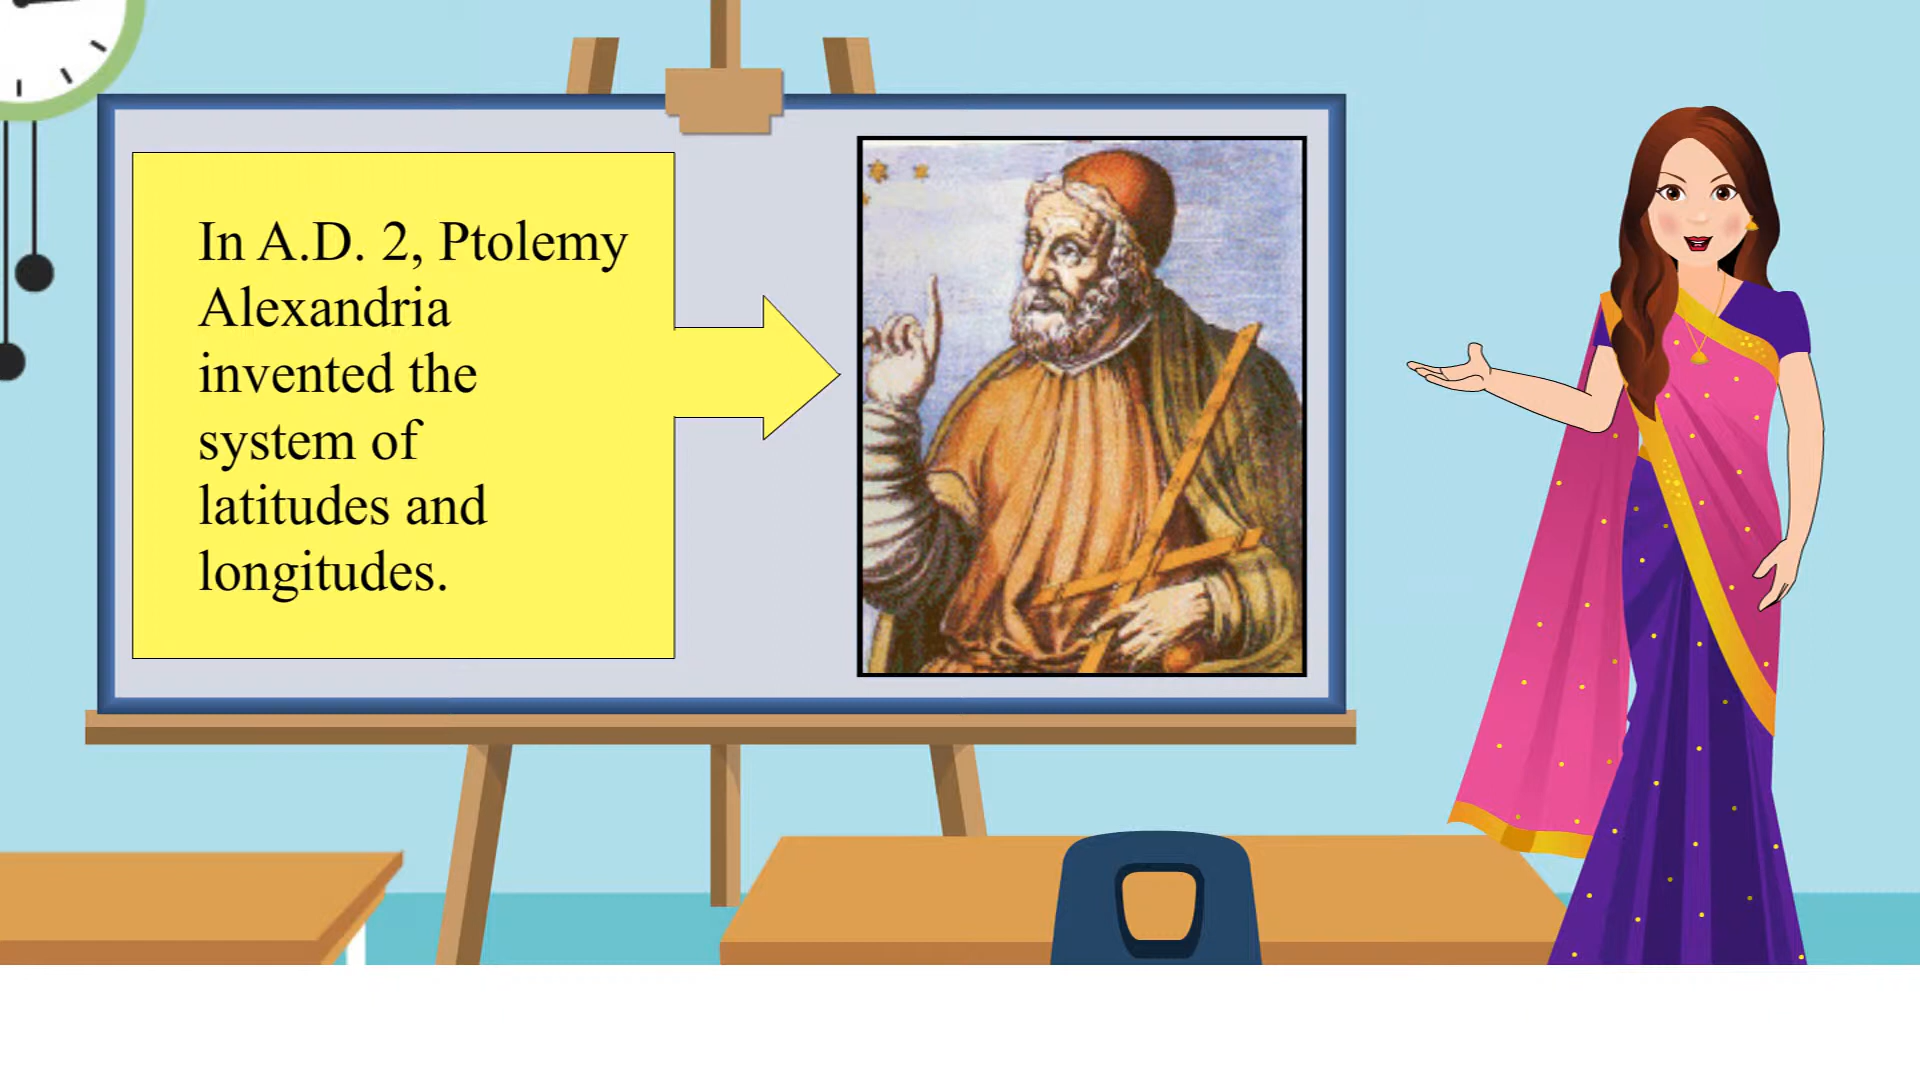 In A.D. 2, Ptolemy
Alexandria
invented the
system of
latitudes and
longitudes.